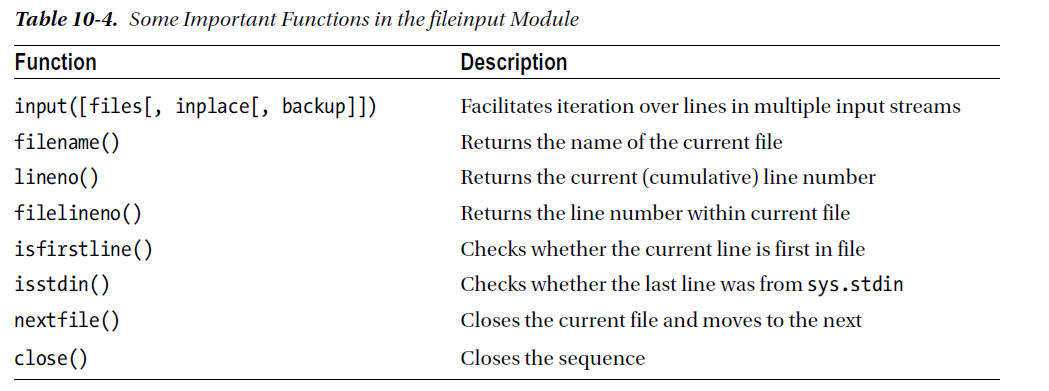 Table 10-4. Some Important Functions in the fileinput Module
Function Description
input([files[, inplace[, backup]]) Facilitates iteration over lines in multiple input streams
filename() Returns the name of the current file
lineno() Returns the current (cumulative) line number
filelineno() Returns the line number within current file
isfirstline() Checks whether the current line is first in file
isstdin() Checks whether the last line was from sys.stdin
nextfile() Closes the current file and moves to the next
close() Closes the sequence